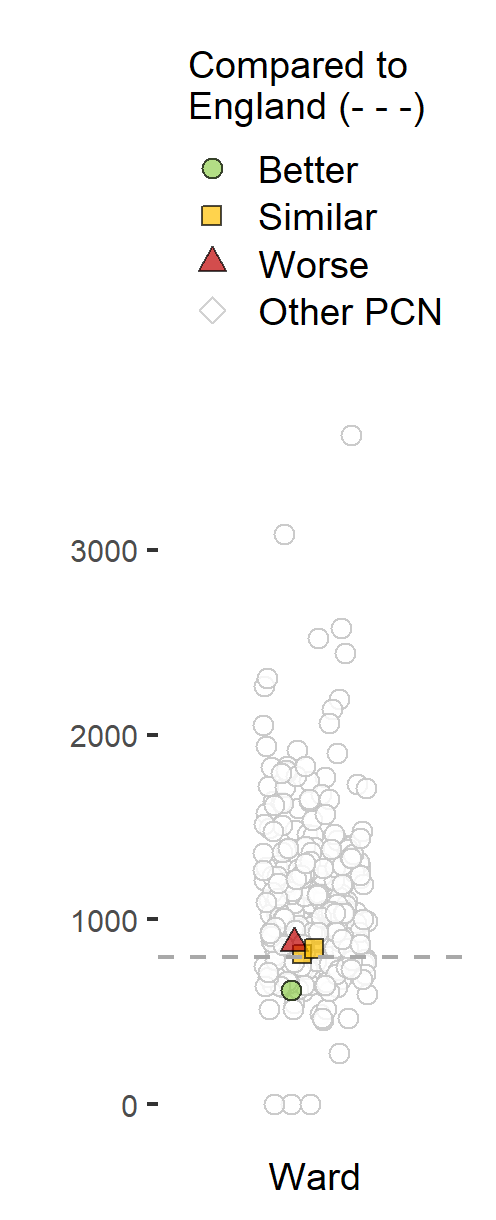 Compared to
England (- - -)
Better
Similar
Worse
Other PCN
3000
2000
1000
0
Ward